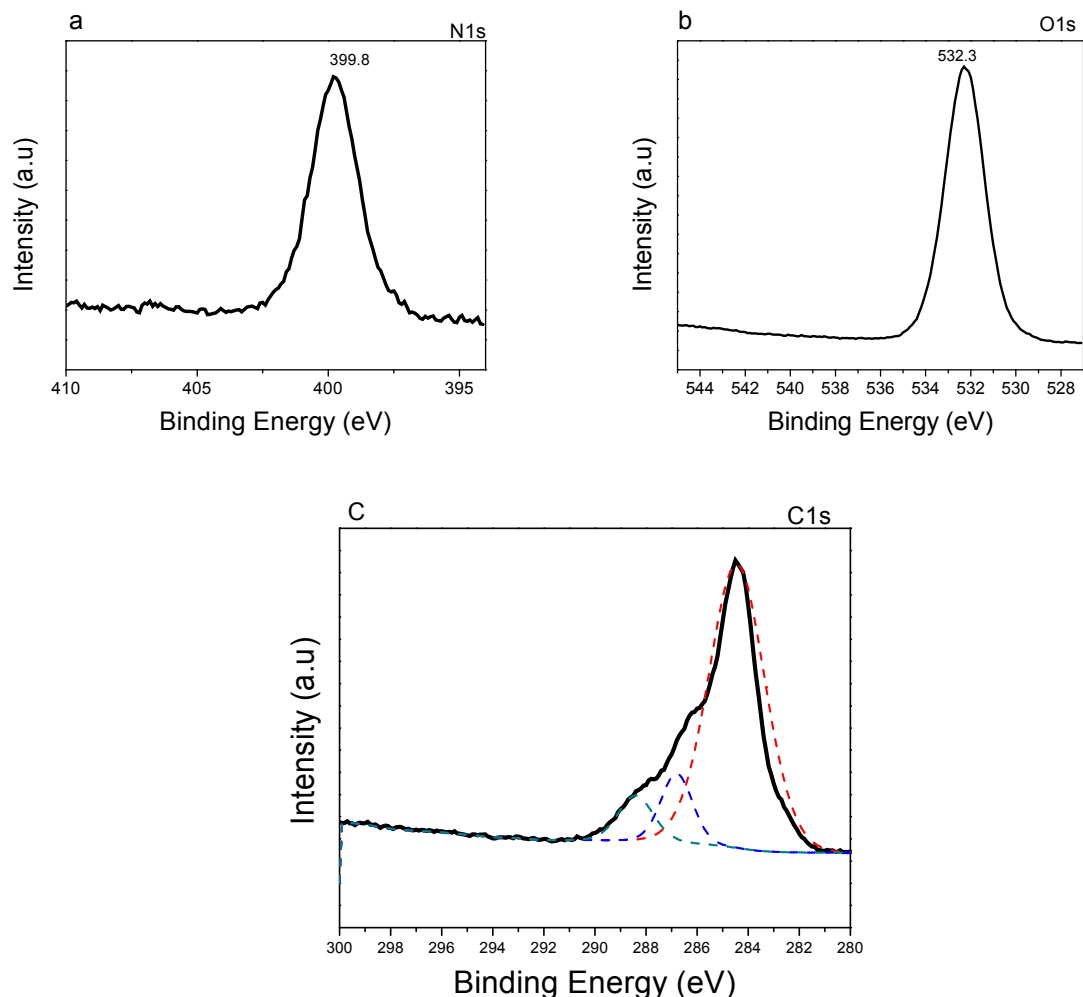 a
N1s
399.8
Intensity (a.u)
410 405 400 395
Binding Energy (eV)
b
O1s
532.3
Intensity (a.u)
544 542 540 538 536 534 532 530 528
Binding Energy (eV)
C
C1s
Intensity (a.u)
300 298 296 294 292 290 288 286 284 282 280
Binding Energy (eV)